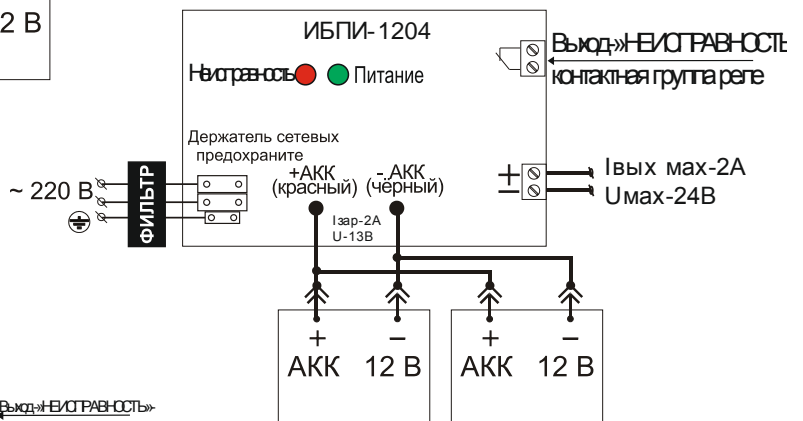 2 В
ИБПИ-1204
Выход-»НЕИСПРАВНОСТЬ
контактная группа реле
Неисправность Питание
Держатель сетевых
предохраните
+АКК -.АКК
(красный) (чёрный)
~ 220 В
ФИЛЬТР
Iзар-2А
U-13В
+
–
Iвых мах-2А
Uмах-24В
+ – + –
АКК 12 В АКК 12 В
Выход-»НЕИСПРАВНОСТЬ»-